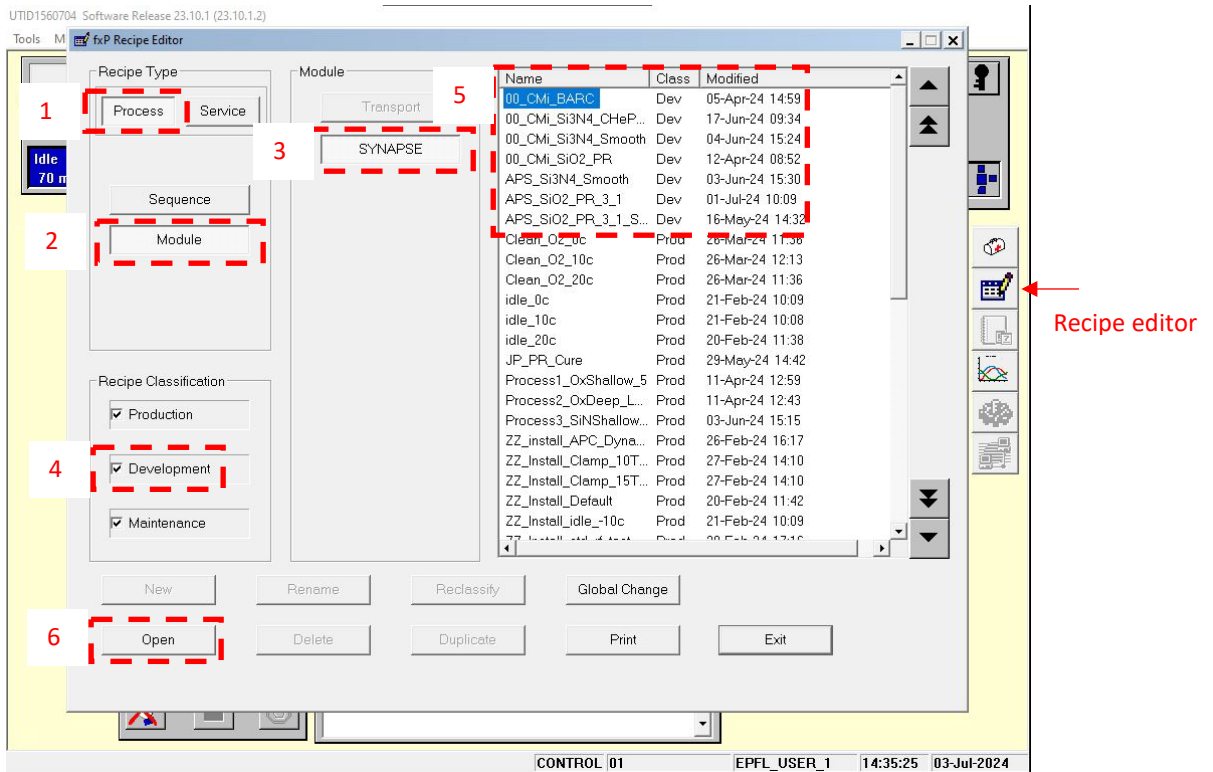 UTID1560704 Software Release 23.10.1 (23.10.1.2)
Tools M
fxP Recipe Editor
Recipe Type
Process
Service
Sequence
Module
Module
Transport
SYNAPSE
Recipe Classification
Production
Development
Maintenance
1
2
3
4
5
6
Name Class Modified
00_CMi_BARC Dev 05-Apr-24 14:59
00_CMi_Si3N4_CHeP... Dev 17-Jun-24 09:34
00_CMi_Si3N4_Smooth Dev 04-Jun-24 15:24
00_CMi_SiO2_PR Dev 12-Apr-24 08:52
APS_Si3N4_Smooth Dev 03-Jun-24 15:30
APS_SiO2_PR_3_1 Dev 01-Jul-24 10:09
APS_SiO2_PR_3_1_S... Dev 16-May-24 14:32
Clean_O2_0c Prod 26-Mar-24 11:36
Clean_O2_10c Prod 26-Mar-24 12:13
Clean_O2_20c Prod 26-Mar-24 11:36
idle_0c Prod 21-Feb-24 10:09
idle_10c Prod 21-Feb-24 10:08
idle_20c Prod 20-Feb-24 11:38
JP_PR_Cure Prod 29-May-24 14:42
Process1_OxShallow_5 Prod 11-Apr-24 12:59
Process2_OxDeep_L... Prod 11-Apr-24 12:43
Process3_SiNShallow... Prod 03-Jun-24 15:15
ZZ_install_APC_Dyna... Prod 26-Feb-24 16:17
ZZ_Install_Clamp_10T... Prod 27-Feb-24 14:10
ZZ_Install_Clamp_15T... Prod 27-Feb-24 14:10
ZZ_Install_Default Prod 20-Feb-24 11:42
ZZ_Install_idle_-10c Prod 21-Feb-24 10:09
New
Rename
Reclassify
Global Change
Open
Delete
Duplicate
Print
Exit
Idle
70 m
Recipe editor
CONTROL 01 EPFL_USER_1 14:35:25 03-Jul-2024